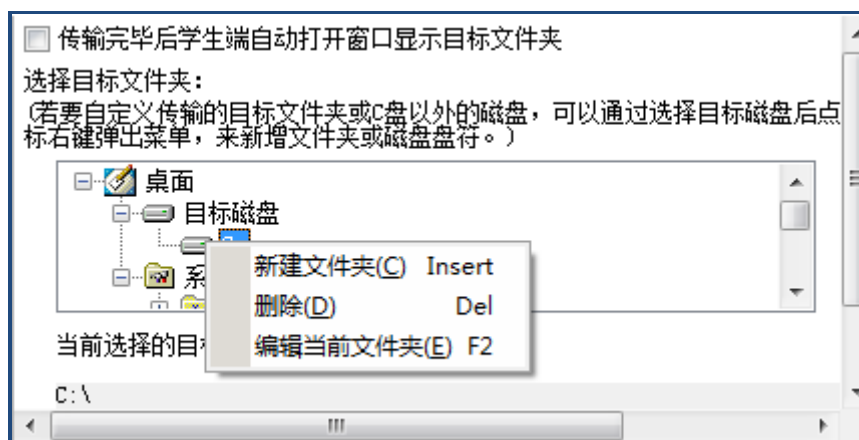 传输完毕后学生端自动打开窗口显示目标文件夹
选择目标文件夹：
(若要自定义传输的目标文件夹或C盘以外的磁盘，可以通过选择目标磁盘后点
标右键弹出菜单，来新增文件夹或磁盘盘符。)
桌面
目标磁盘
新建文件夹(C) Insert
系
删除(D) Del
当前选择的目
编辑当前文件夹(E) F2
C:\